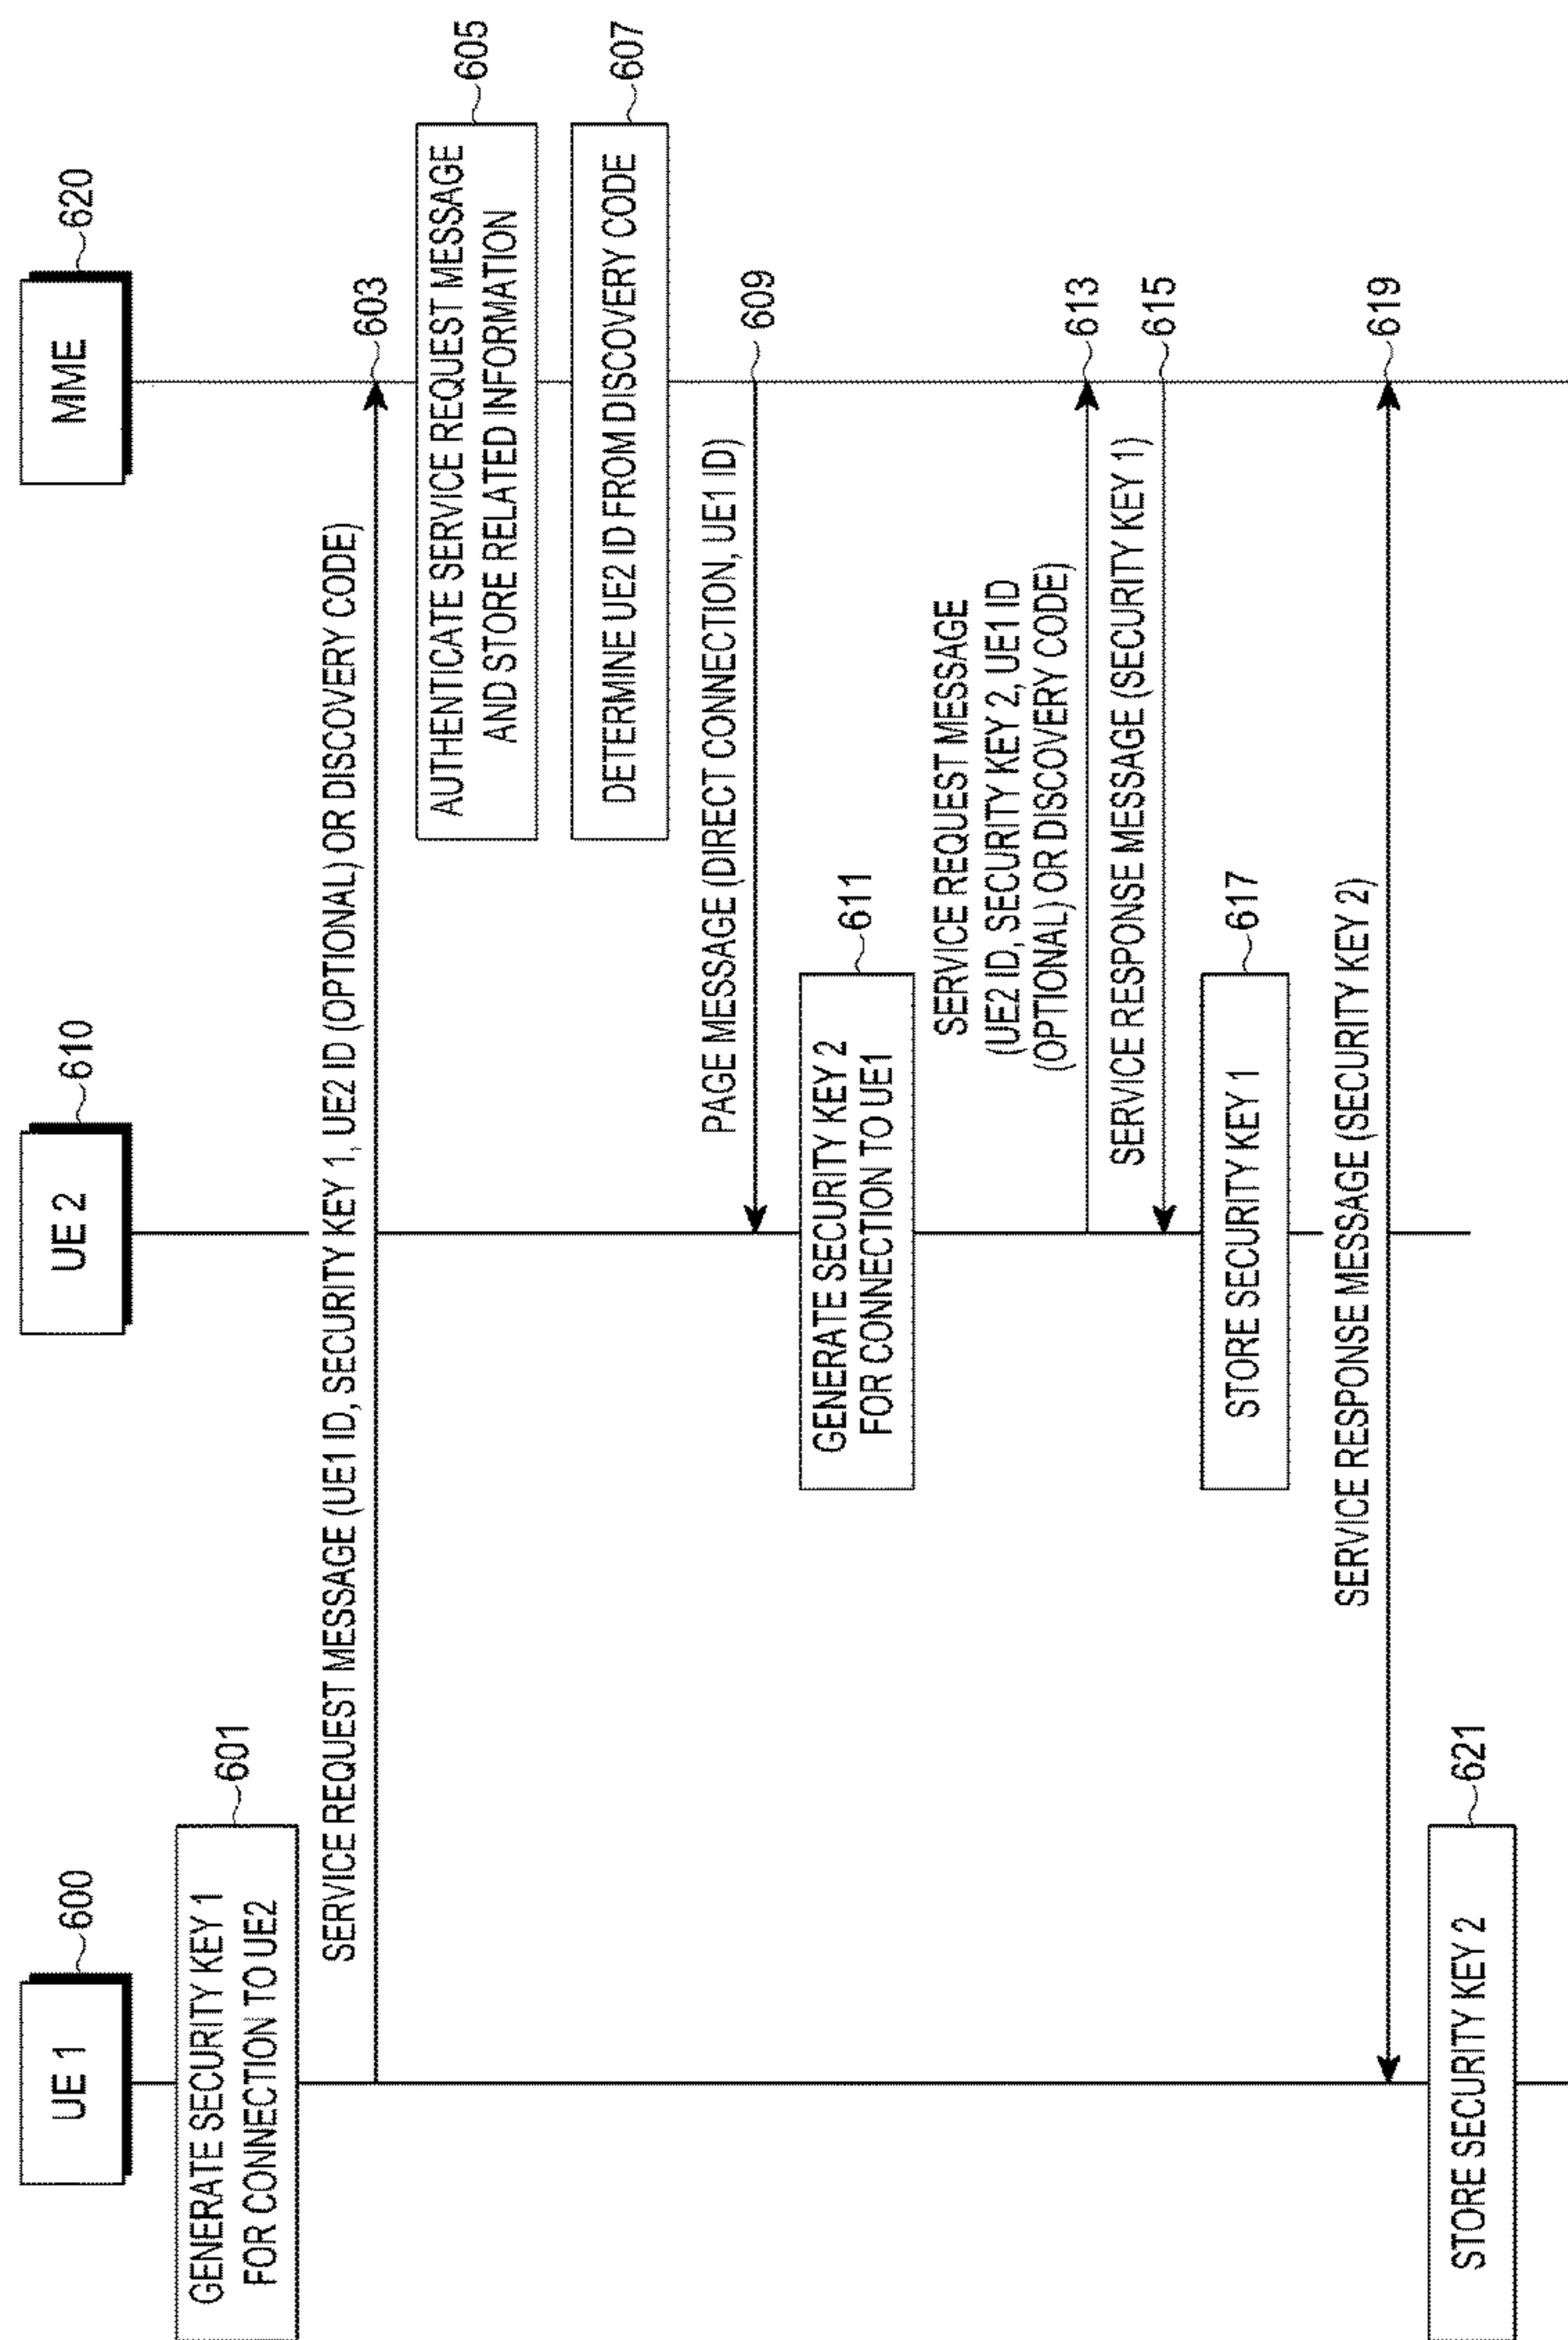 UE 1
600
UE 2
610
MME
620
GENERATE SECURITY KEY 1
FOR CONNECTION TO UE2
601
SERVICE REQUEST MESSAGE (UE1 ID, SECURITY KEY 1, UE2 ID (OPTIONAL) OR DISCOVERY CODE)
603
AUTHENTICATE SERVICE REQUEST MESSAGE
AND STORE RELATED INFORMATION
605
DETERMINE UE2 ID FROM DISCOVERY CODE
607
PAGE MESSAGE (DIRECT CONNECTION, UE1 ID)
609
GENERATE SECURITY KEY 2
FOR CONNECTION TO UE1
611
SERVICE REQUEST MESSAGE
(UE2 ID, SECURITY KEY 2, UE1 ID
(OPTIONAL) OR DISCOVERY CODE)
613
SERVICE RESPONSE MESSAGE (SECURITY KEY 1)
615
STORE SECURITY KEY 1
617
SERVICE RESPONSE MESSAGE (SECURITY KEY 2)
619
STORE SECURITY KEY 2
621